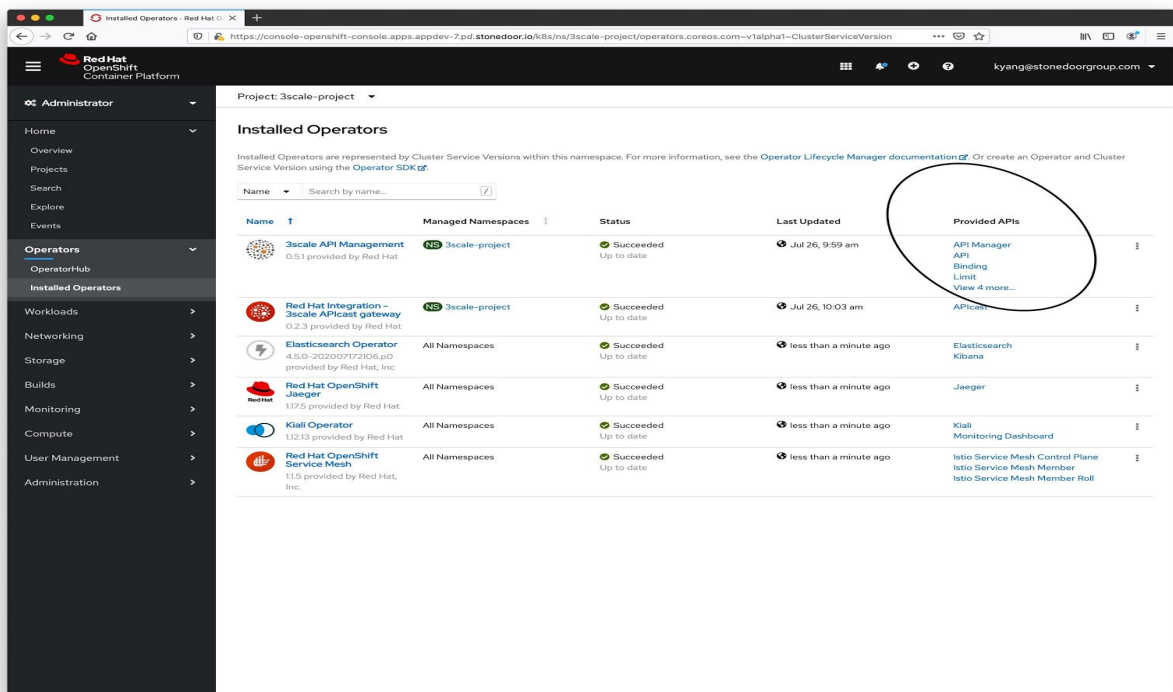 Installed Operators · Red Hat O
https://console-openshift-console.apps.appdev-7.pd.stonedoor.io/k8s/ns/3scale-project/operators.coreos.com~v1alpha1~ClusterServiceVersion
Red Hat
OpenShift
Container Platform
kyang@stonedoorgroup.com
Administrator
Home
Overview
Projects
Search
Explore
Events
Operators
OperatorHub
Installed Operators
Workloads
Networking
Storage
Builds
Monitoring
Compute
User Management
Administration
Project: 3scale-project
Installed Operators
Installed Operators are represented by Cluster Service Versions within this namespace. For more information, see the Operator Lifecycle Manager documentation. Or create an Operator and Cluster
Service Version using the Operator SDK.
Name Search by name... /
Name Managed Namespaces Status Last Updated Provided APIs
3scale API Management
0.5.1 provided by Red Hat
NS 3scale-project
Succeeded
Up to date
Jul 26, 9:59 am
API Manager
API
Binding
Limit
View 4 more...
Red Hat Integration -
3scale APIcast gateway
0.2.3 provided by Red Hat
NS 3scale-project
Succeeded
Up to date
Jul 26, 10:03 am
APIcast
Elasticsearch Operator
4.5.0-202007172106.p0
provided by Red Hat, Inc
All Namespaces
Succeeded
Up to date
less than a minute ago
Elasticsearch
Kibana
Red Hat
Red Hat OpenShift
Jaeger
1.17.5 provided by Red Hat
All Namespaces
Succeeded
Up to date
less than a minute ago
Jaeger
Kiali Operator
1.12.13 provided by Red Hat
All Namespaces
Succeeded
Up to date
less than a minute ago
Kiali
Monitoring Dashboard
Red Hat OpenShift
Service Mesh
1.1.5 provided by Red Hat,
Inc.
All Namespaces
Succeeded
Up to date
less than a minute ago
Istio Service Mesh Control Plane
Istio Service Mesh Member
Istio Service Mesh Member Roll